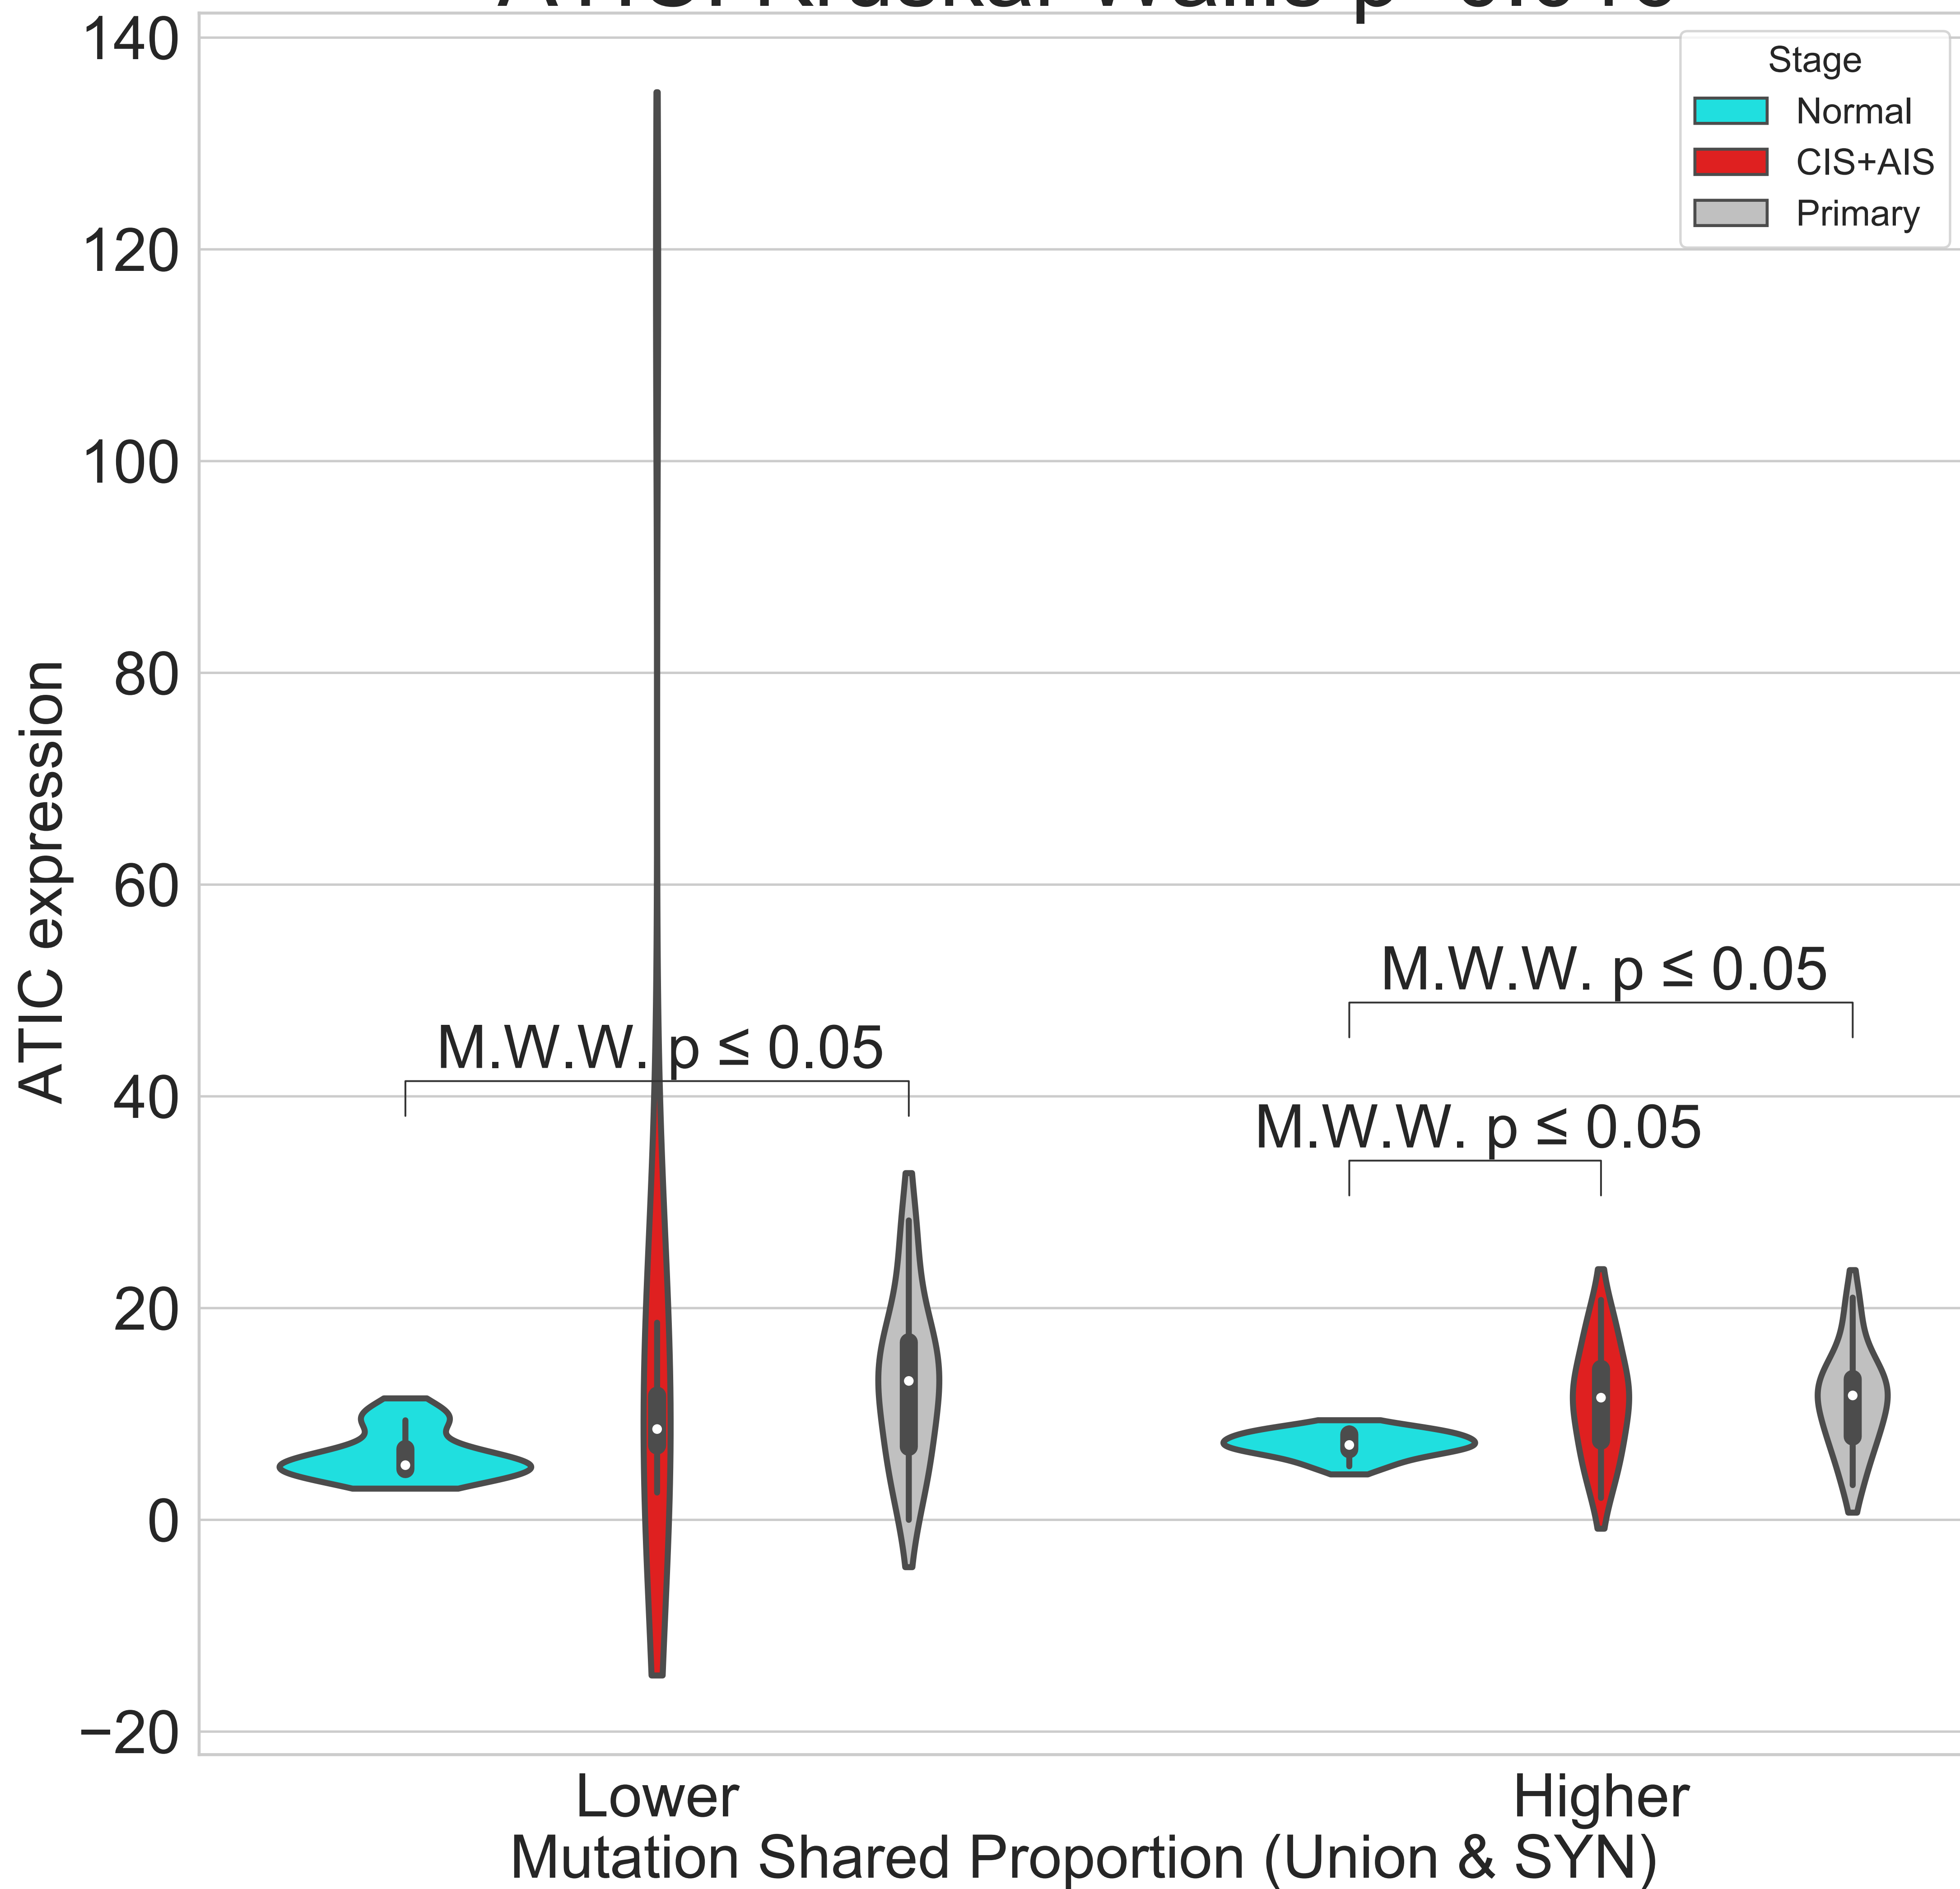 140
120
100
80
60
40
20
0
−20
ATIC expression
Stage
Normal
CIS+AIS
Primary
M.W.W. p ≤ 0.05
M.W.W. p ≤ 0.05
M.W.W. p ≤ 0.05
Lower
Higher
Mutation Shared Proportion (Union & SYN)